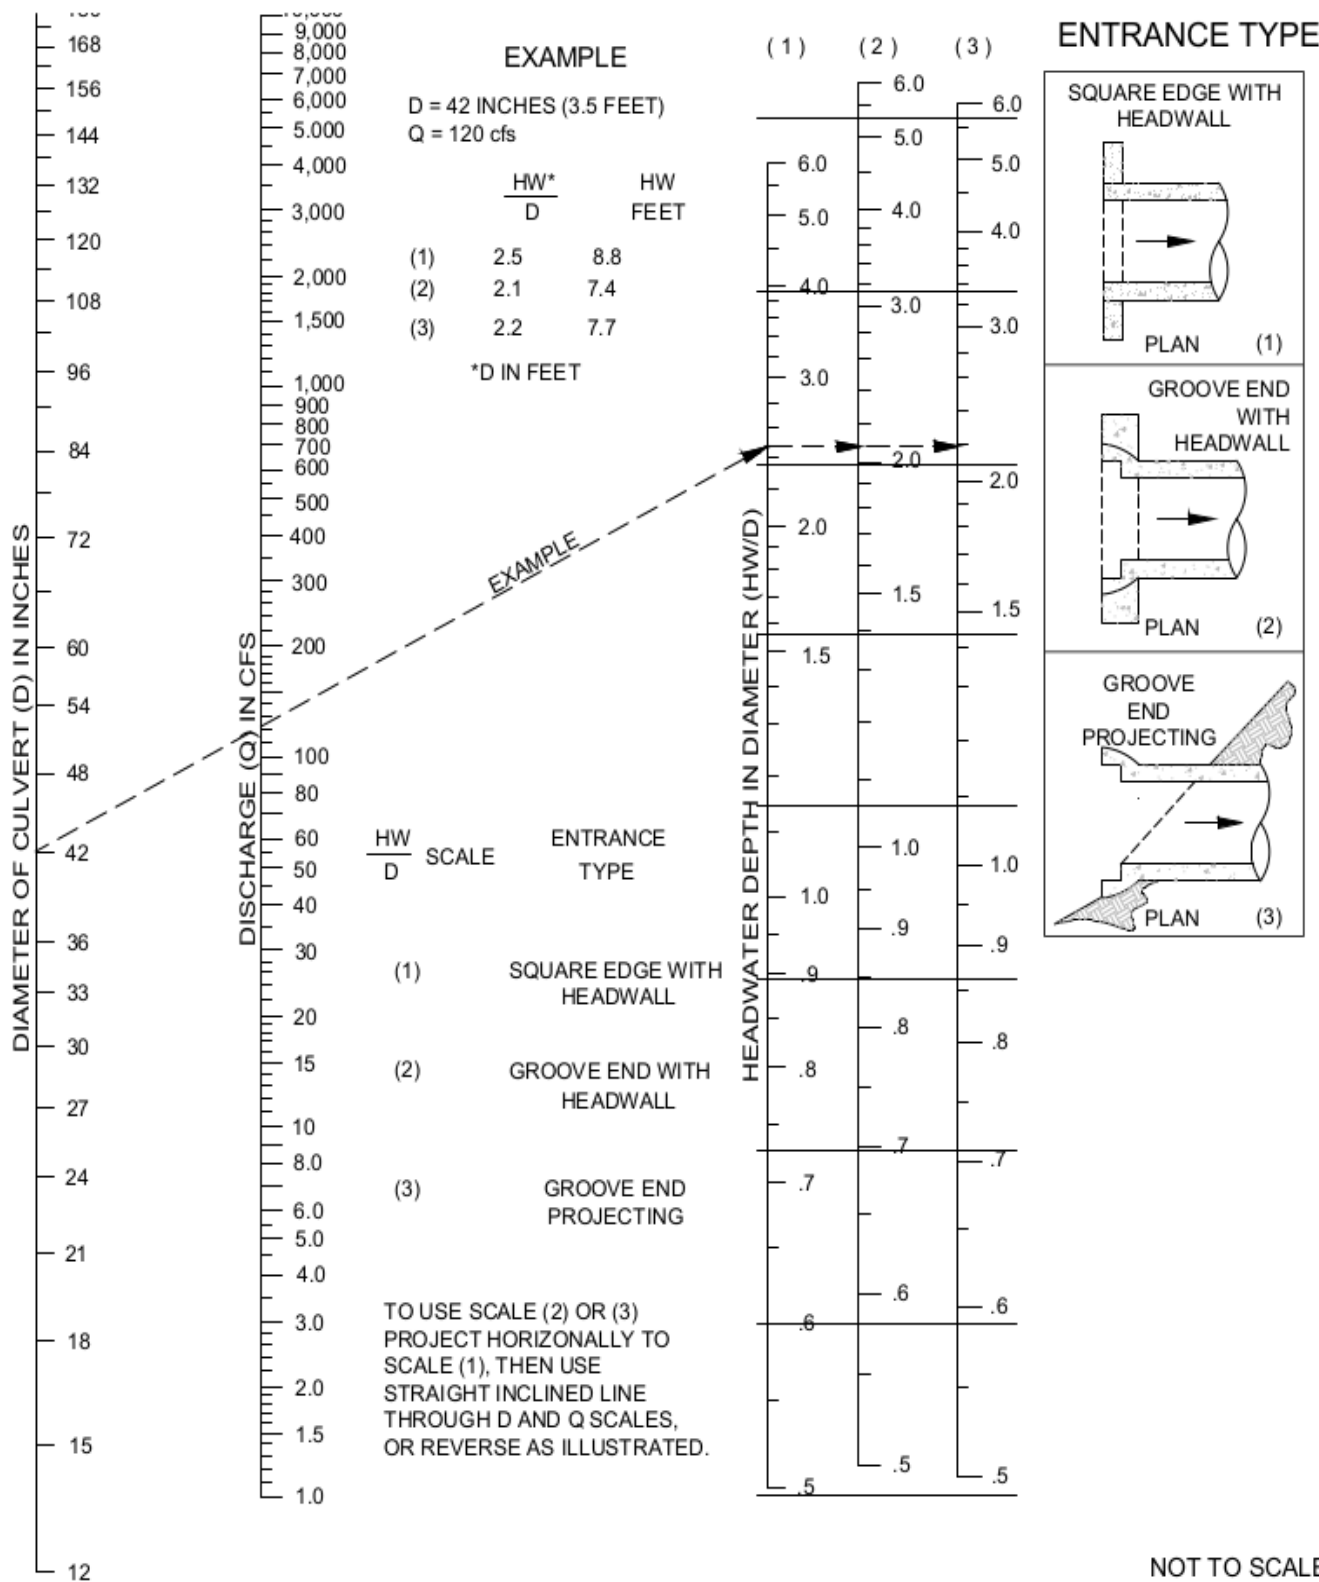 168
156
144
132
120
108
96
84
72
60
54
48
42
36
33
30
27
24
21
18
15
12
DIAMETER OF CULVERT (D) IN INCHES
9,000
8,000
7,000
6,000
5.000
4,000
3,000
2,000
1,500
1,000
900
800
700
600
500
400
300
200
100
80
60
50
40
30
20
15
10
8.0
6.0
5.0
4.0
3.0
2.0
1.5
1.0
DISCHARGE (Q) IN CFS
EXAMPLE
D = 42 INCHES (3.5 FEET)
Q = 120 cfs
HW* HW
D FEET
(1) 2.5 8.8
(2) 2.1 7.4
(3) 2.2 7.7
*D IN FEET
EXAMPLE
HW SCALE ENTRANCE
D TYPE
(1) SQUARE EDGE WITH
HEADWALL
(2) GROOVE END WITH
HEADWALL
(3) GROOVE END
PROJECTING
TO USE SCALE (2) OR (3)
PROJECT HORIZONALLY TO
SCALE (1), THEN USE
STRAIGHT INCLINED LINE
THROUGH D AND Q SCALES,
OR REVERSE AS ILLUSTRATED.
HEADWATER DEPTH IN DIAMETER (HW/D)
(1)
6.0
5.0
4.0
3.0
2.0
1.5
1.0
.9
.8
.7
.6
.5
(2)
6.0
5.0
4.0
3.0
2.0
1.5
1.0
.9
.8
.7
.6
.5
(3)
6.0
5.0
4.0
3.0
2.0
1.5
1.0
.9
.8
.7
.6
.5
ENTRANCE TYPE
SQUARE EDGE WITH
HEADWALL
PLAN (1)
GROOVE END
WITH
HEADWALL
PLAN (2)
GROOVE
END
PROJECTING
PLAN (3)
NOT TO SCALE